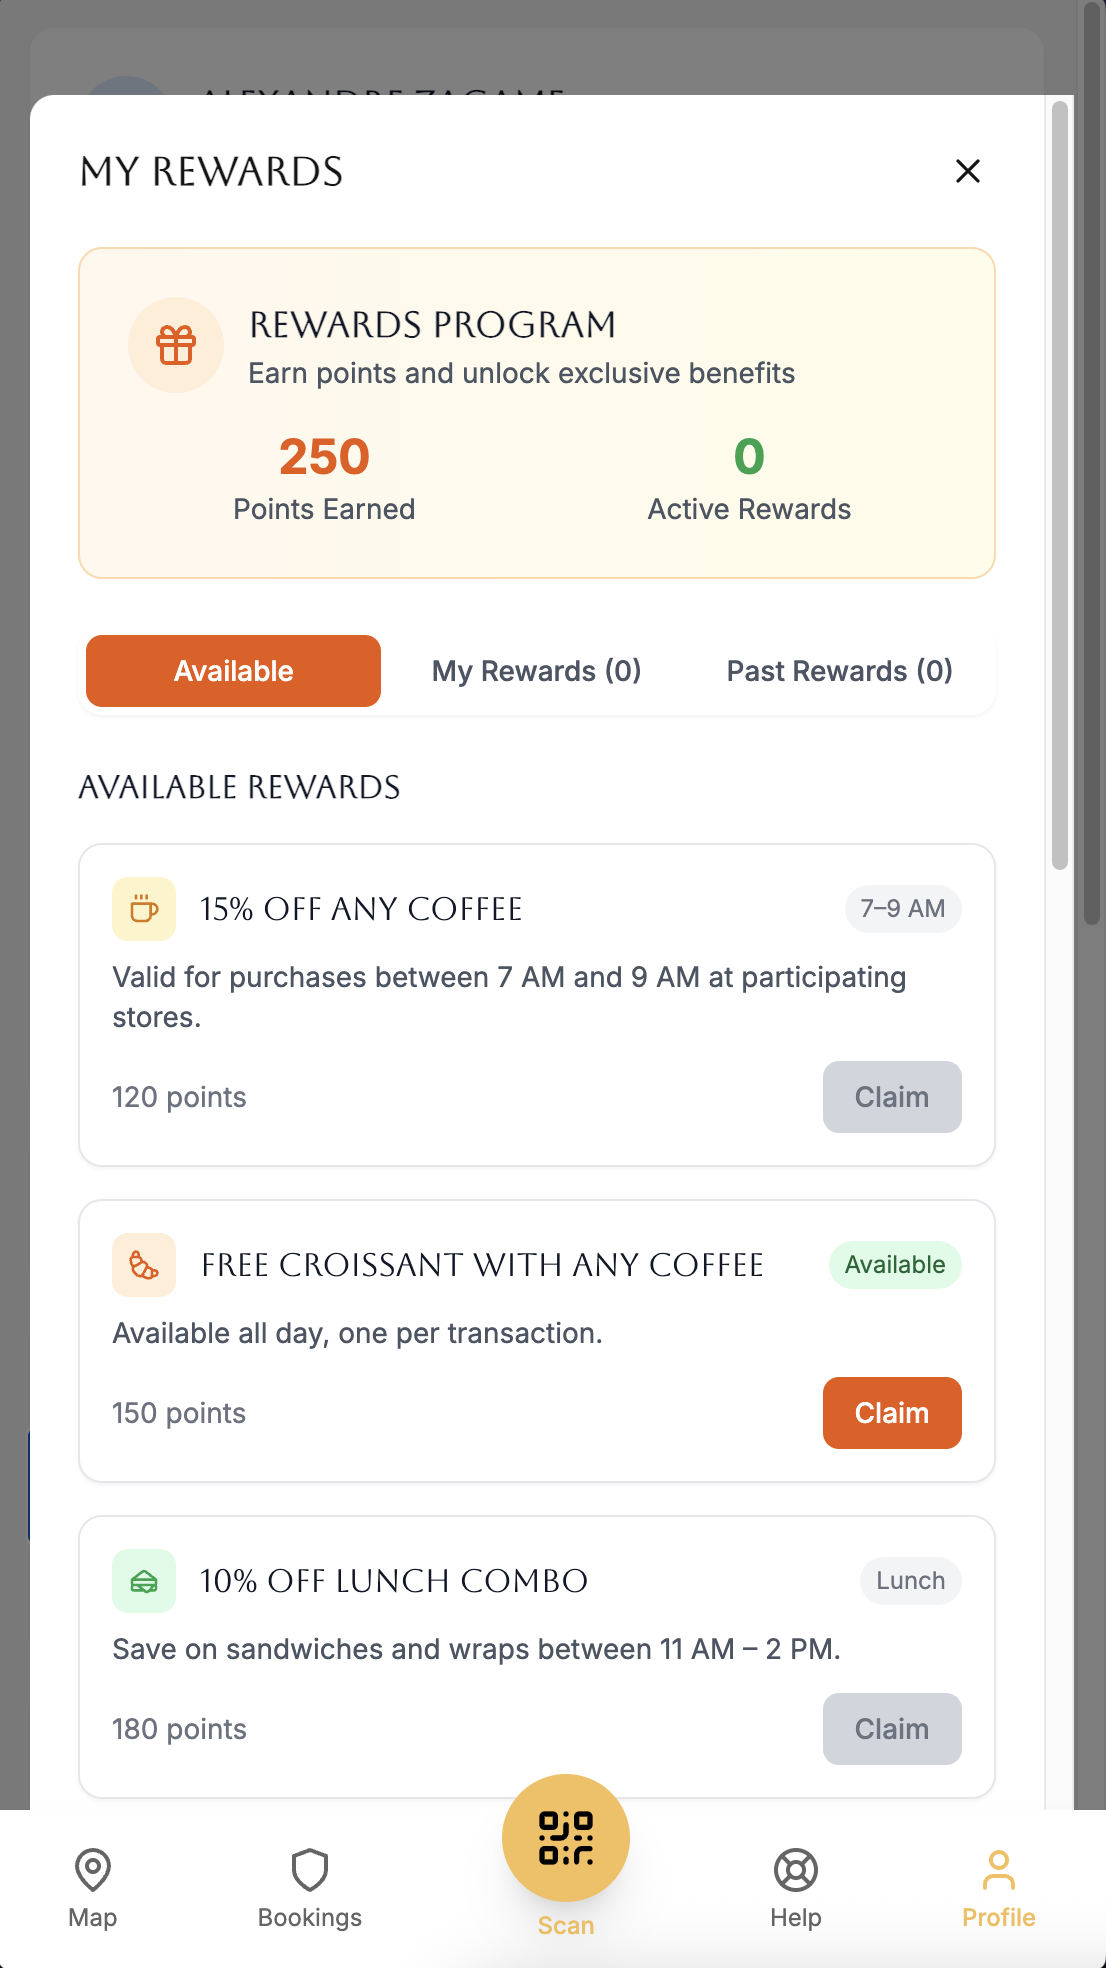 ALEXANDRE ZAGAME
MY REWARDS
REWARDS PROGRAM
Earn points and unlock exclusive benefits
250
0
Points Earned
Active Rewards
Available
My Rewards (0)
Past Rewards (0)
AVAILABLE REWARDS
15% OFF ANY COFFEE
7–9 AM
Valid for purchases between 7 AM and 9 AM at participating
stores.
120 points
Claim
FREE CROISSANT WITH ANY COFFEE
Available
Available all day, one per transaction.
150 points
Claim
10% OFF LUNCH COMBO
Lunch
Save on sandwiches and wraps between 11 AM – 2 PM.
180 points
Claim
Map
Bookings
Scan
Help
Profile